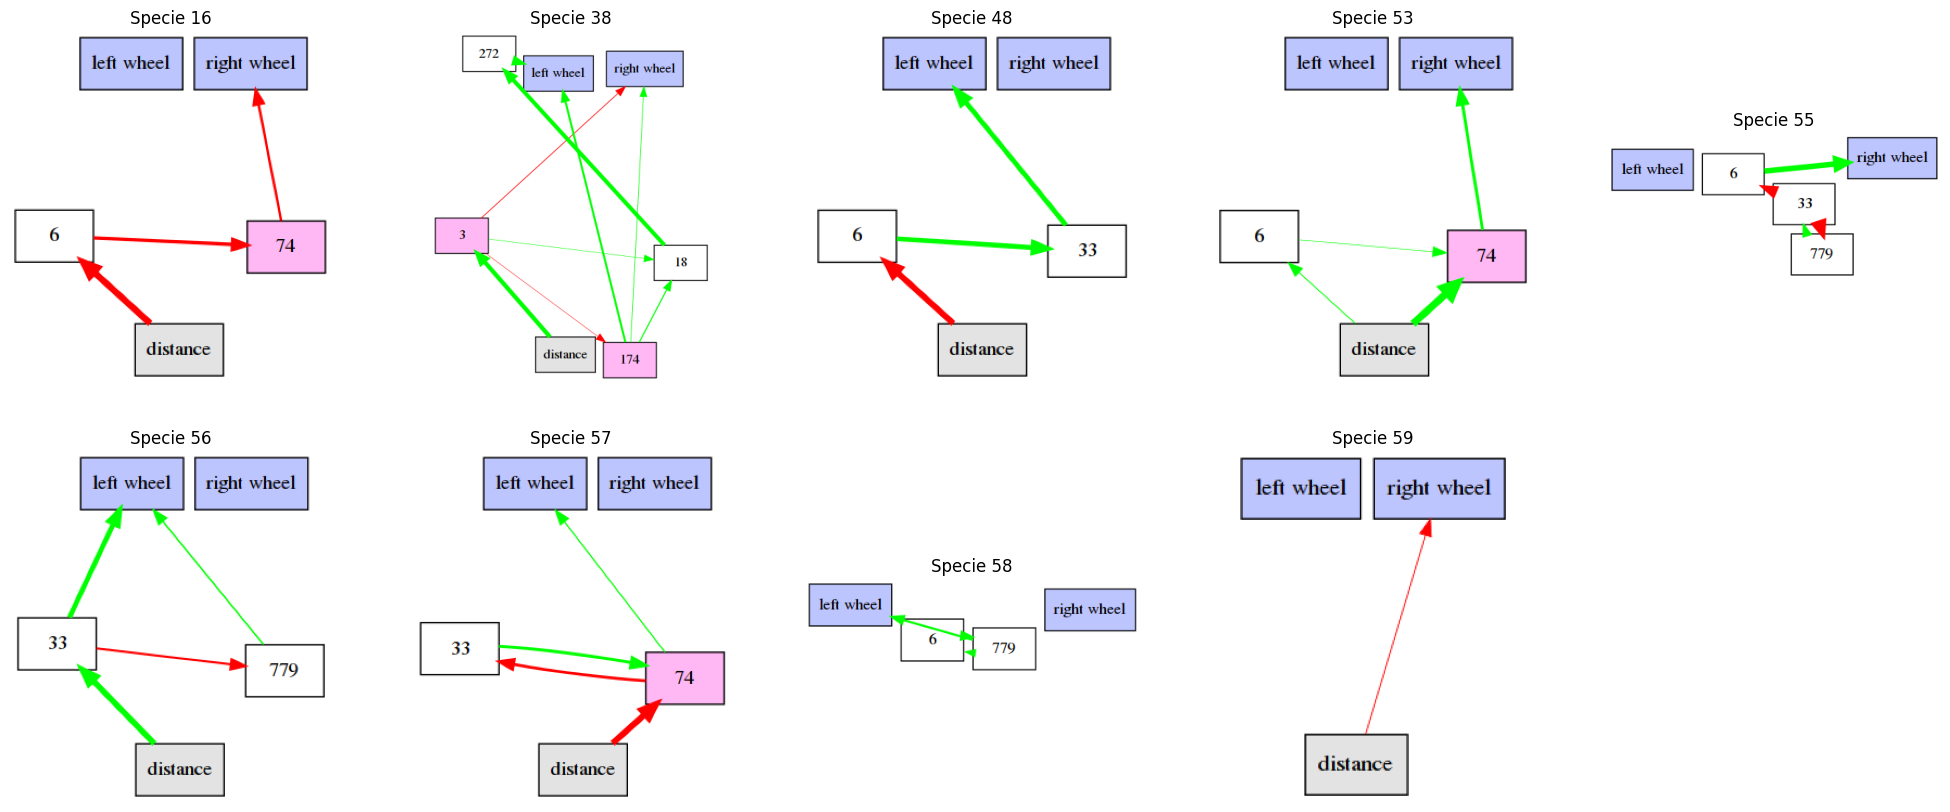 Specie 16
left wheel
right wheel
6
74
distance
Specie 38
272
left wheel
right wheel
3
18
distance
174
Specie 48
left wheel
right wheel
6
33
distance
Specie 53
left wheel
right wheel
6
74
distance
Specie 55
left wheel
6
right wheel
33
779
Specie 56
left wheel
right wheel
33
779
distance
Specie 57
left wheel
right wheel
33
74
distance
Specie 58
left wheel
right wheel
6
779
Specie 59
left wheel
right wheel
distance